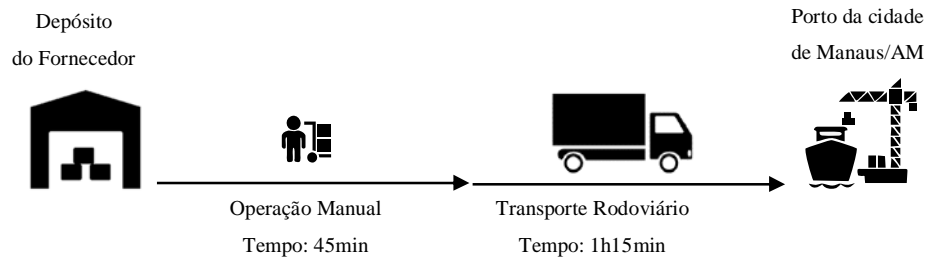 Depósito
do Fornecedor
Porto da cidade
de Manaus/AM
Operação Manual
Tempo: 45min
Transporte Rodoviário
Tempo: 1h15min